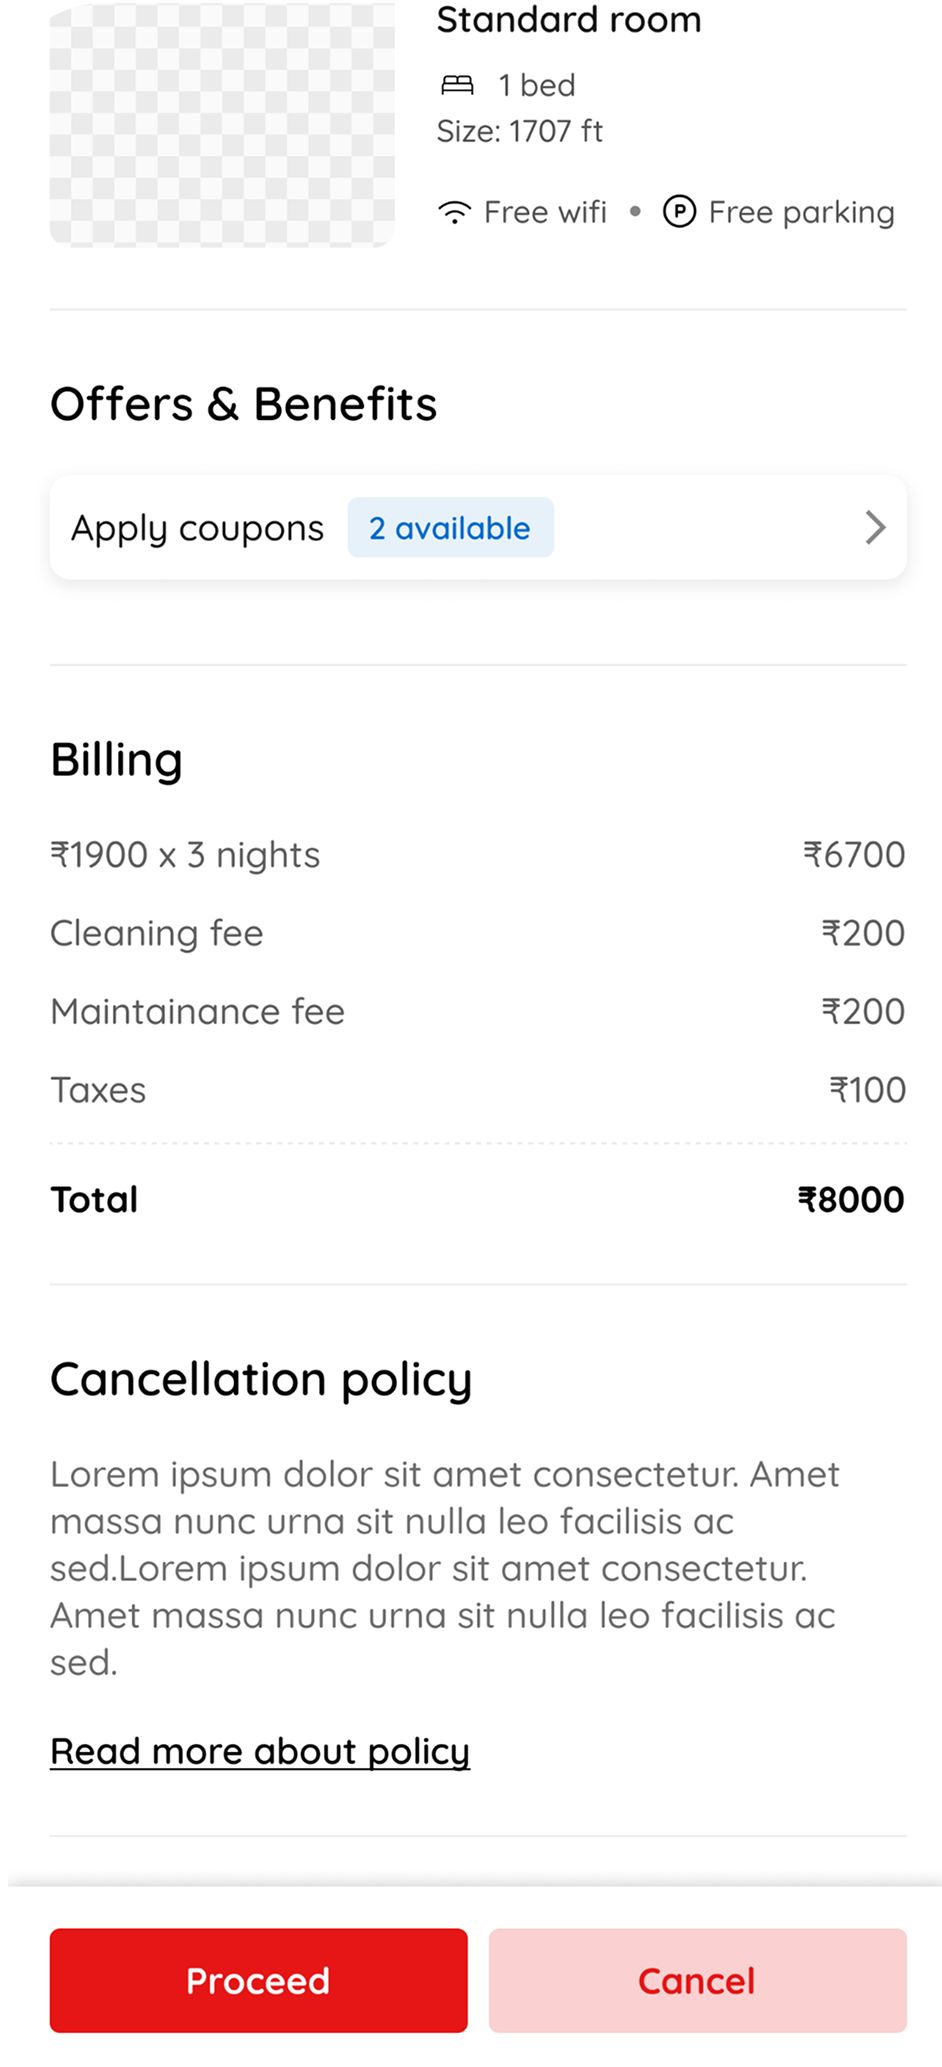 Standard room
1 bed
Size: 1707 ft
Free wifi • P Free parking
Offers & Benefits
Apply coupons 2 available
Billing
₹1900 x 3 nights ₹6700
Cleaning fee ₹200
Maintainance fee ₹200
Taxes ₹100
Total ₹8000
Cancellation policy
Lorem ipsum dolor sit amet consectetur. Amet
massa nunc urna sit nulla leo facilisis ac
sed.Lorem ipsum dolor sit amet consectetur.
Amet massa nunc urna sit nulla leo facilisis ac
sed.
Read more about policy
Proceed Cancel